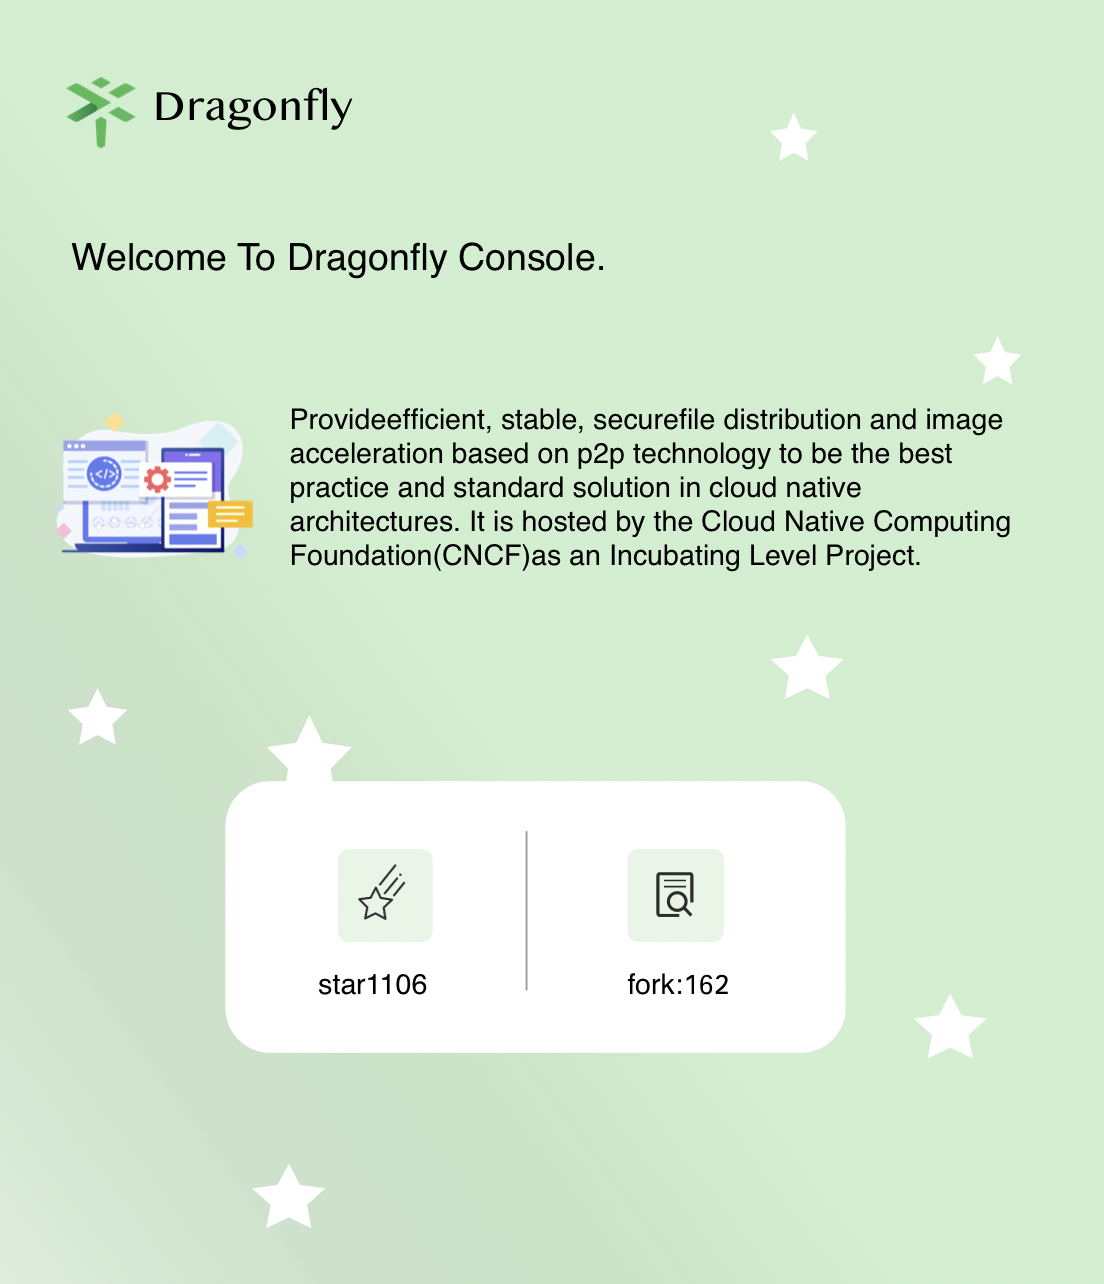 Dragonfly
Welcome To Dragonfly Console.
Provideefficient, stable, securefile distribution and image
acceleration based on p2p technology to be the best
practice and standard solution in cloud native
architectures. It is hosted by the Cloud Native Computing
Foundation(CNCF)as an Incubating Level Project.
</>
star1106
fork:162